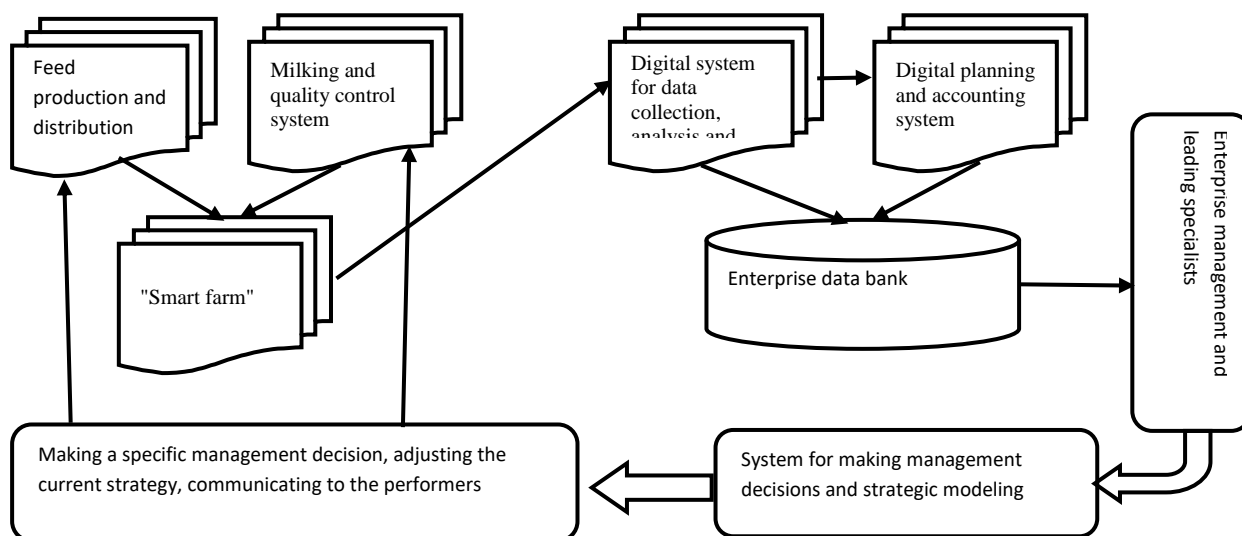 Feed
production and
distribution
Milking and
quality control
system
Digital system
for data
collection,
analysis and
Digital planning
and accounting
system
Enterprise management and
leading specialists
"Smart farm"
Enterprise data bank
Making a specific management decision, adjusting the
current strategy, communicating to the performers
System for making management
decisions and strategic modeling